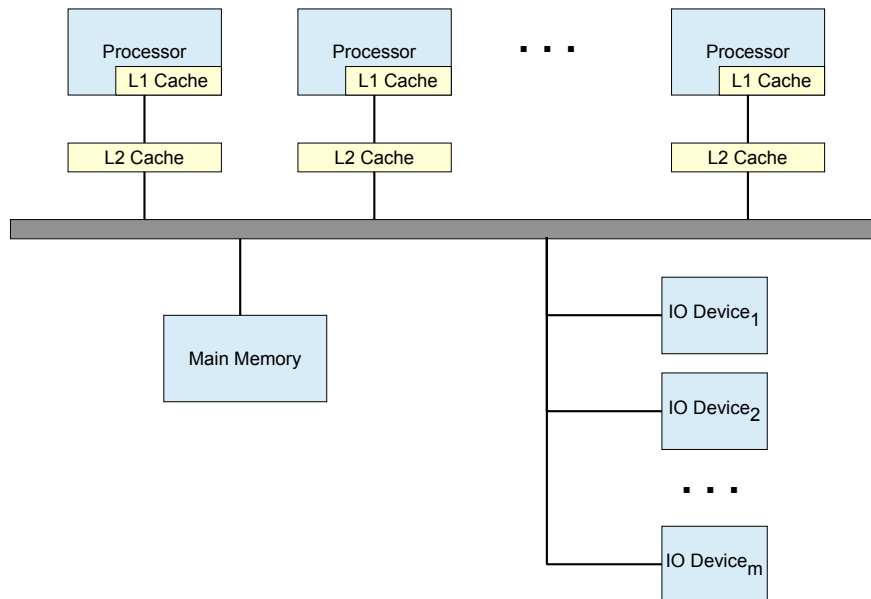 Processor
L1 Cache
L2 Cache
Processor
L1 Cache
L2 Cache
. . .
Processor
L1 Cache
L2 Cache
Main Memory
IO Device1
IO Device2
. . .
IO Devicem